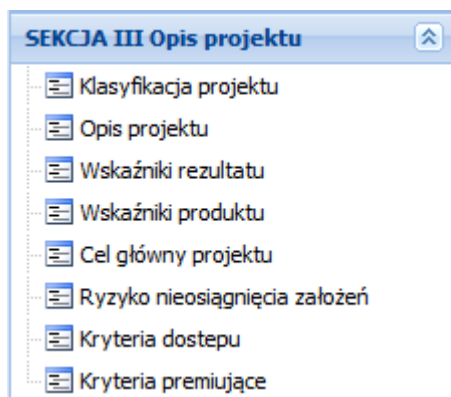 SEKCJA III Opis projektu
Klasyfikacja projektu
Opis projektu
Wskaźniki rezultatu
Wskaźniki produktu
Cel główny projektu
Ryzyko nieosiągnięcia założeń
Kryteria dostepu
Kryteria premiujące